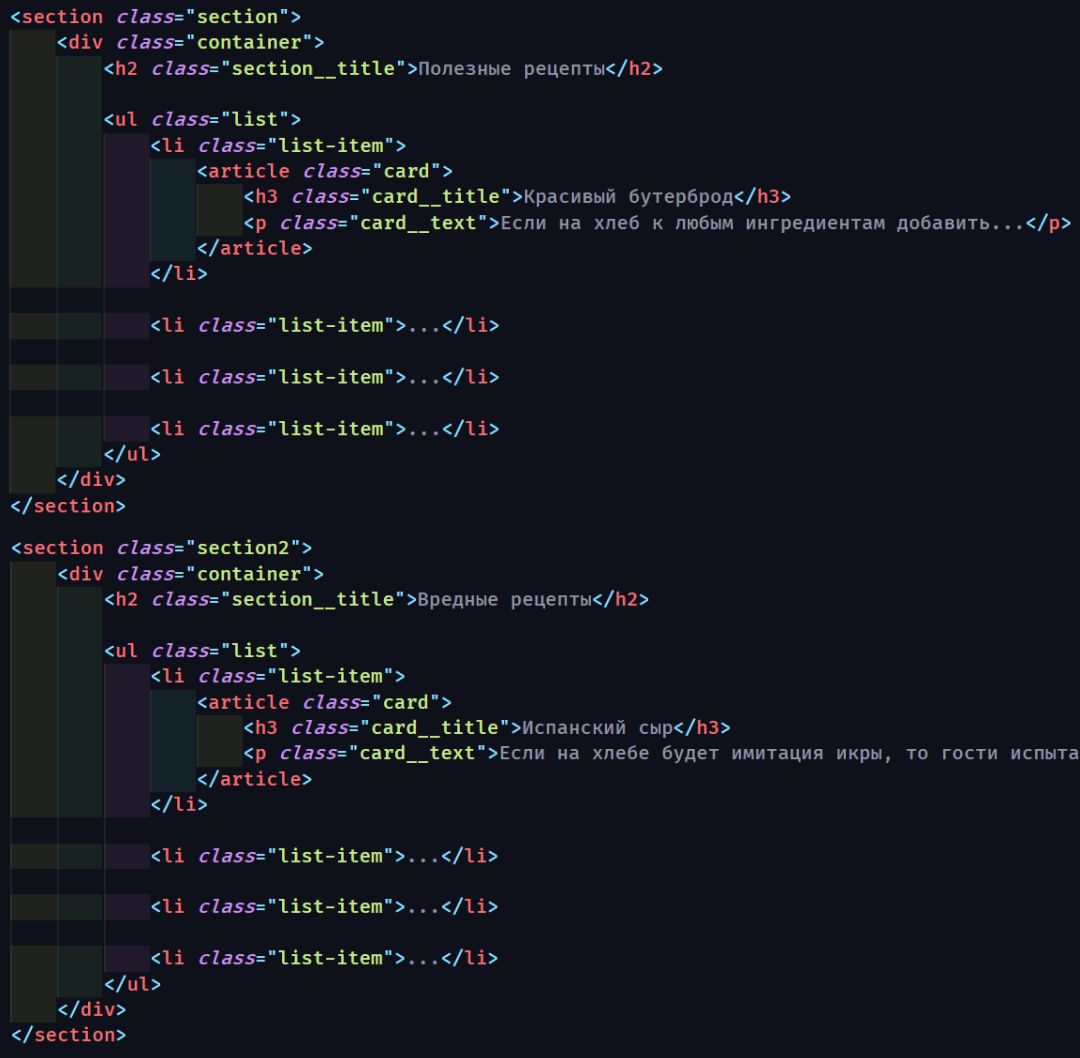 <section class="section">
<div class="container">
<h2 class="section__title">Полезные рецепты</h2>
<ul class="list">
<li class="list-item">
<article class="card">
<h3 class="card__title">Красивый бутерброд</h3>
<p class="card__text">Если на хлеб к любым ингредиентам добавить...</p>
</article>
</li>
<li class="list-item">...</li>
<li class="list-item">...</li>
<li class="list-item">...</li>
</ul>
</div>
</section>
<section class="section2">
<div class="container">
<h2 class="section__title">Вредные рецепты</h2>
<ul class="list">
<li class="list-item">
<article class="card">
<h3 class="card__title">Испанский сыр</h3>
<p class="card__text">Если на хлебе будет имитация икры, то гости испыта
</article>
</li>
<li class="list-item">...</li>
<li class="list-item">...</li>
<li class="list-item">...</li>
</ul>
</div>
</section>